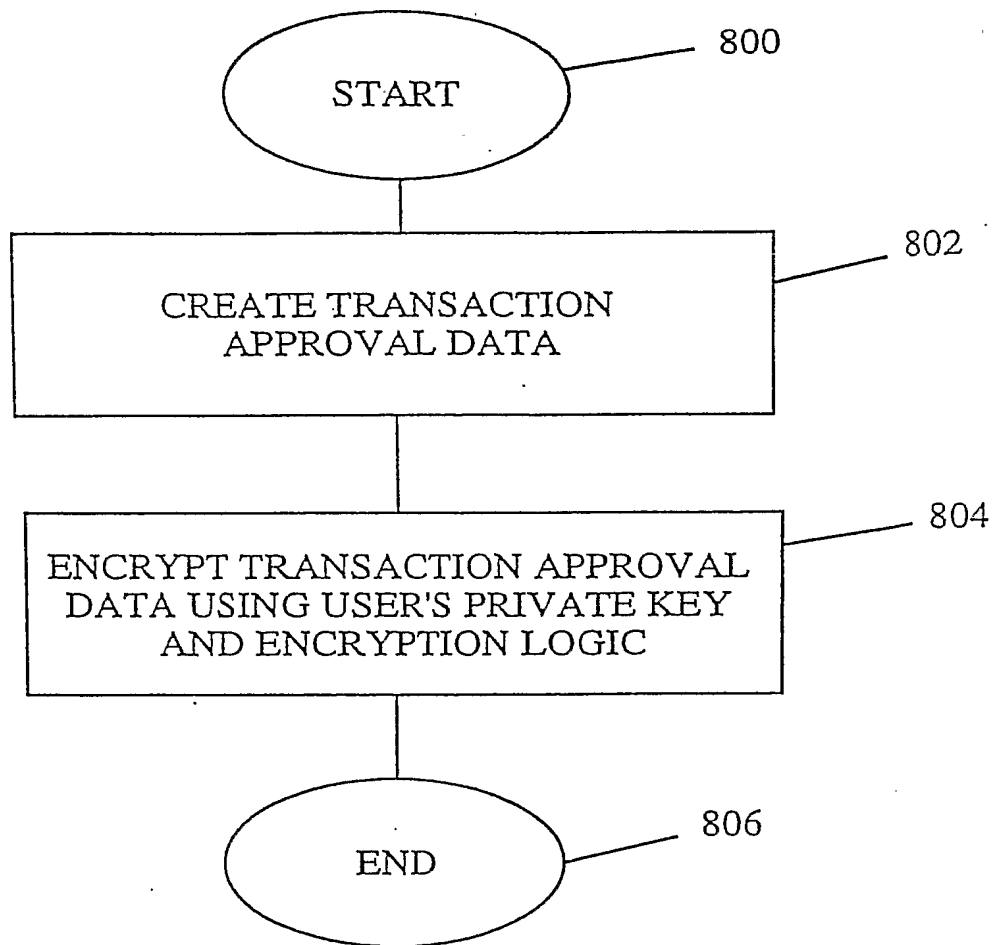 START
800
802
CREATE TRANSACTION
APPROVAL DATA
804
ENCRYPT TRANSACTION APPROVAL
DATA USING USER'S PRIVATE KEY
AND ENCRYPTION LOGIC
806
END